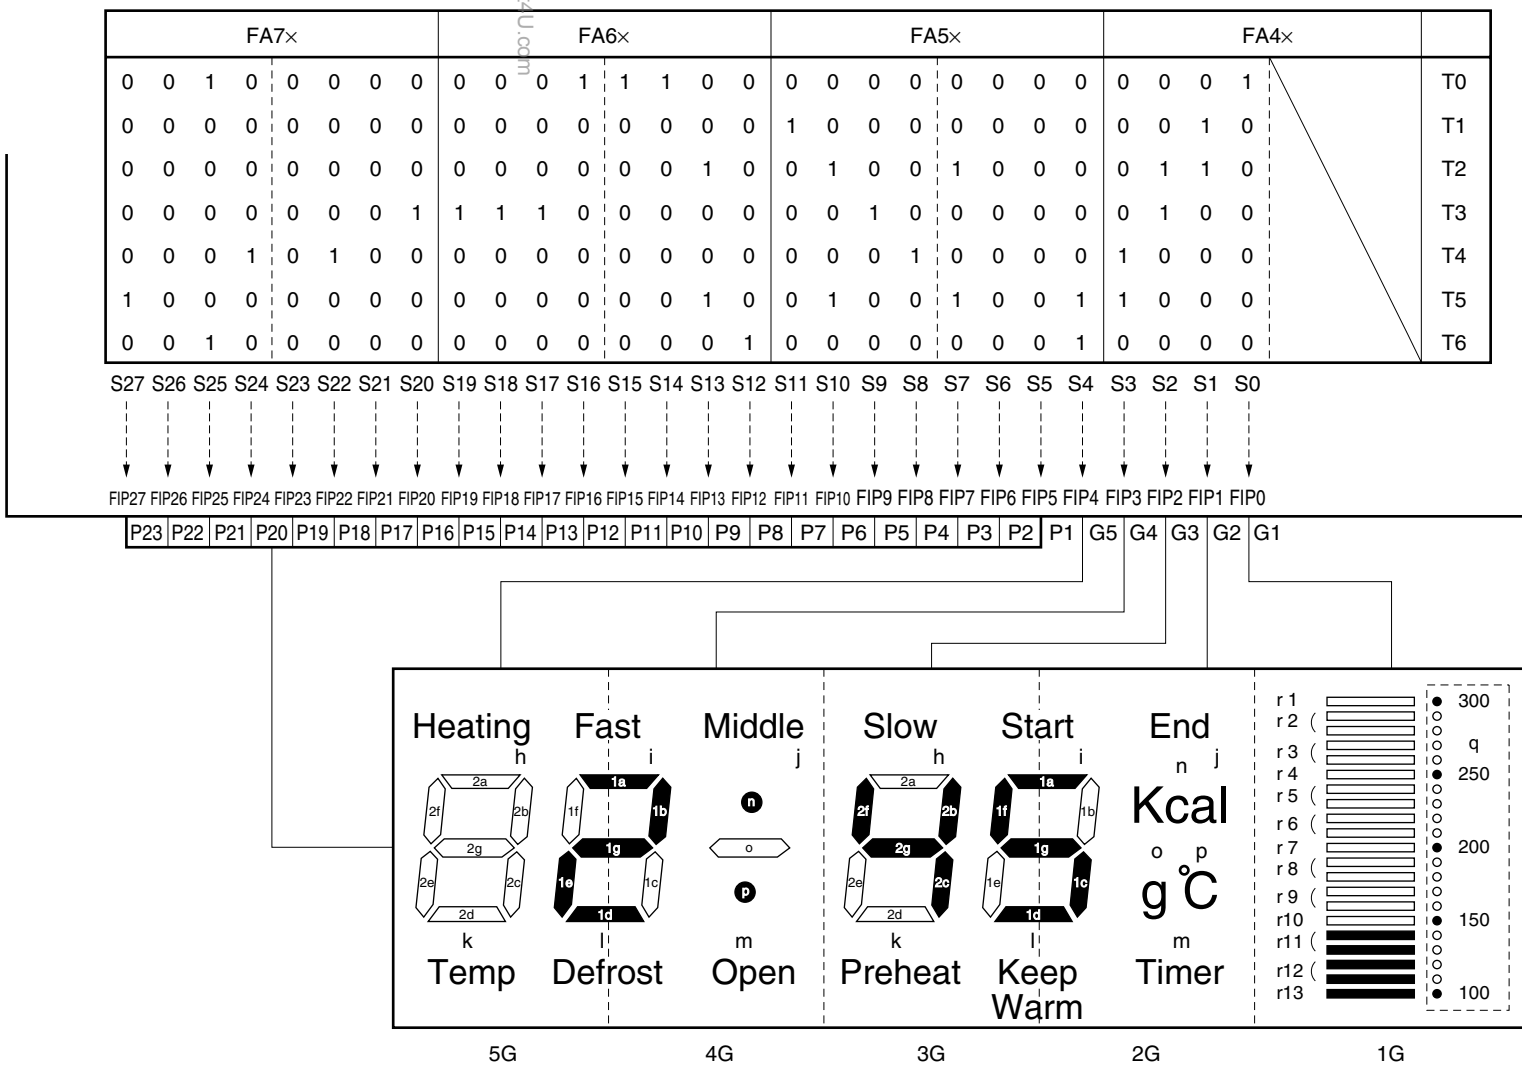 4U.com
FA7× FA6× FA5× FA4×
0 0 1 0 0 0 0 0 0 0 0 1 1 1 0 0 0 0 0 0 0 0 0 0 0 0 0 1 T0
0 0 0 0 0 0 0 0 0 0 0 0 0 0 0 0 1 0 0 0 0 0 0 0 0 0 1 0 T1
0 0 0 0 0 0 0 0 0 0 0 0 0 0 1 0 0 1 0 0 1 0 0 0 0 1 1 0 T2
0 0 0 0 0 0 0 1 1 1 1 0 0 0 0 0 0 0 1 0 0 0 0 0 0 1 0 0 T3
0 0 0 1 0 1 0 0 0 0 0 0 0 0 0 0 0 0 0 1 0 0 0 0 1 0 0 0 T4
1 0 0 0 0 0 0 0 0 0 0 0 0 0 1 0 0 1 0 0 1 0 0 1 1 0 0 0 T5
0 0 1 0 0 0 0 0 0 0 0 0 0 0 0 1 0 0 0 0 0 0 0 1 0 0 0 0 T6
S27 S26 S25 S24 S23 S22 S21 S20 S19 S18 S17 S16 S15 S14 S13 S12 S11 S10 S9 S8 S7 S6 S5 S4 S3 S2 S1 S0
FIP27 FIP26 FIP25 FIP24 FIP23 FIP22 FIP21 FIP20 FIP19 FIP18 FIP17 FIP16 FIP15 FIP14 FIP13 FIP12 FIP11 FIP10 FIP9 FIP8 FIP7 FIP6 FIP5 FIP4 FIP3 FIP2 FIP1 FIP0
P23 P22 P21 P20 P19 P18 P17 P16 P15 P14 P13 P12 P11 P10 P9 P8 P7 P6 P5 P4 P3 P2 P1 G5 G4 G3 G2 G1
Heating Fast Middle Slow Start End
h i j h i n j
2a 1a 2a 1a
2f 2b 1f 1b n 2f 2b 1f 1b Kcal
2g 1g o 2g 1g o p
2e 2c 1e 1c p 2e 2c 1e 1c g °C
2d 1d 2d 1d
k l m k l m
Temp Defrost Open Preheat Keep Warm Timer
r 1 300
r 2 (
r 3 ( q
r 4 250
r 5 (
r 6 (
r 7 200
r 8 (
r 9 (
r10 150
r11 (
r12 (
r13 100
5G 4G 3G 2G 1G